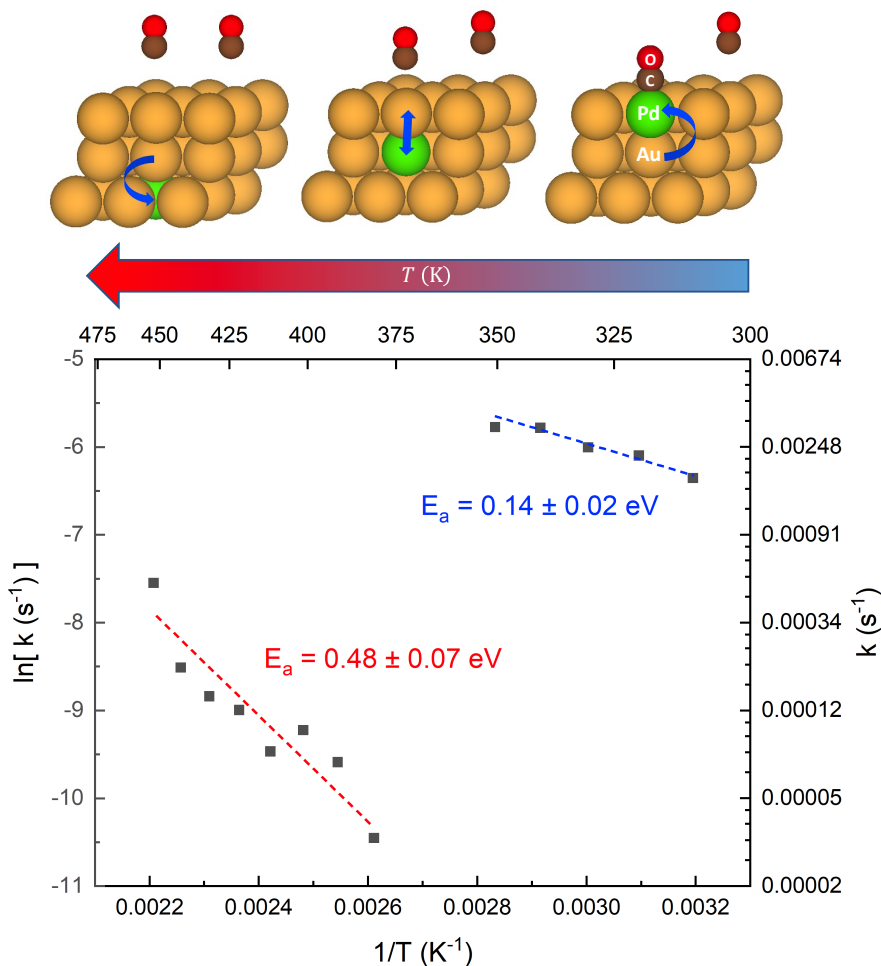 O
C
Pd
Au
T (K)
475 450 425 400 375 350 325 300
-5 0.00674
-6 0.00248
E_a = 0.14 ± 0.02 eV
-7 0.00091
-8 0.00034
E_a = 0.48 ± 0.07 eV
-9 0.00012
-10 0.00005
-11 0.00002
ln[ k (s⁻¹) ]
k (s⁻¹)
0.0022 0.0024 0.0026 0.0028 0.0030 0.0032
1/T (K⁻¹)